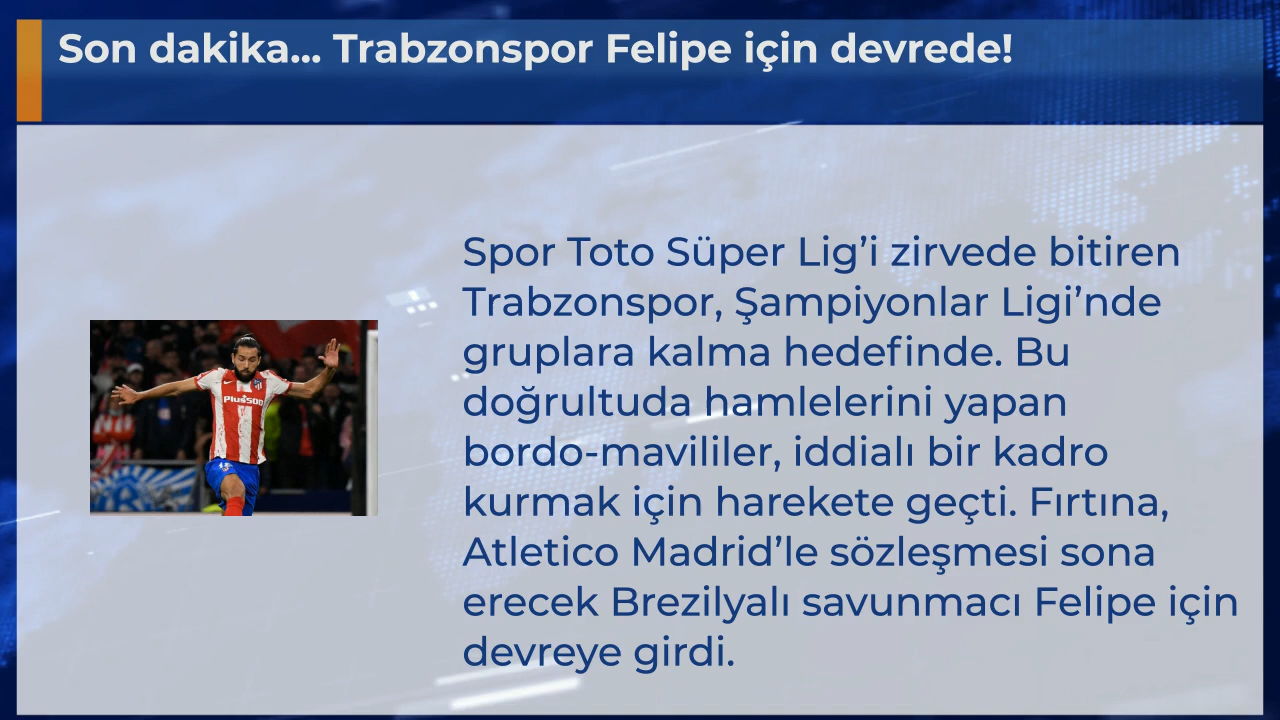 Son dakika... Trabzonspor Felipe için devrede!
Spor Toto Süper Lig’i zirvede bitiren
Trabzonspor, Şampiyonlar Ligi’nde
gruplara kalma hedefinde. Bu
doğrultuda hamlelerini yapan
bordo-mavililer, iddialı bir kadro
kurmak için harekete geçti. Fırtına,
Atletico Madrid’le sözleşmesi sona
erecek Brezilyalı savunmacı Felipe için
devreye girdi.
Plus500